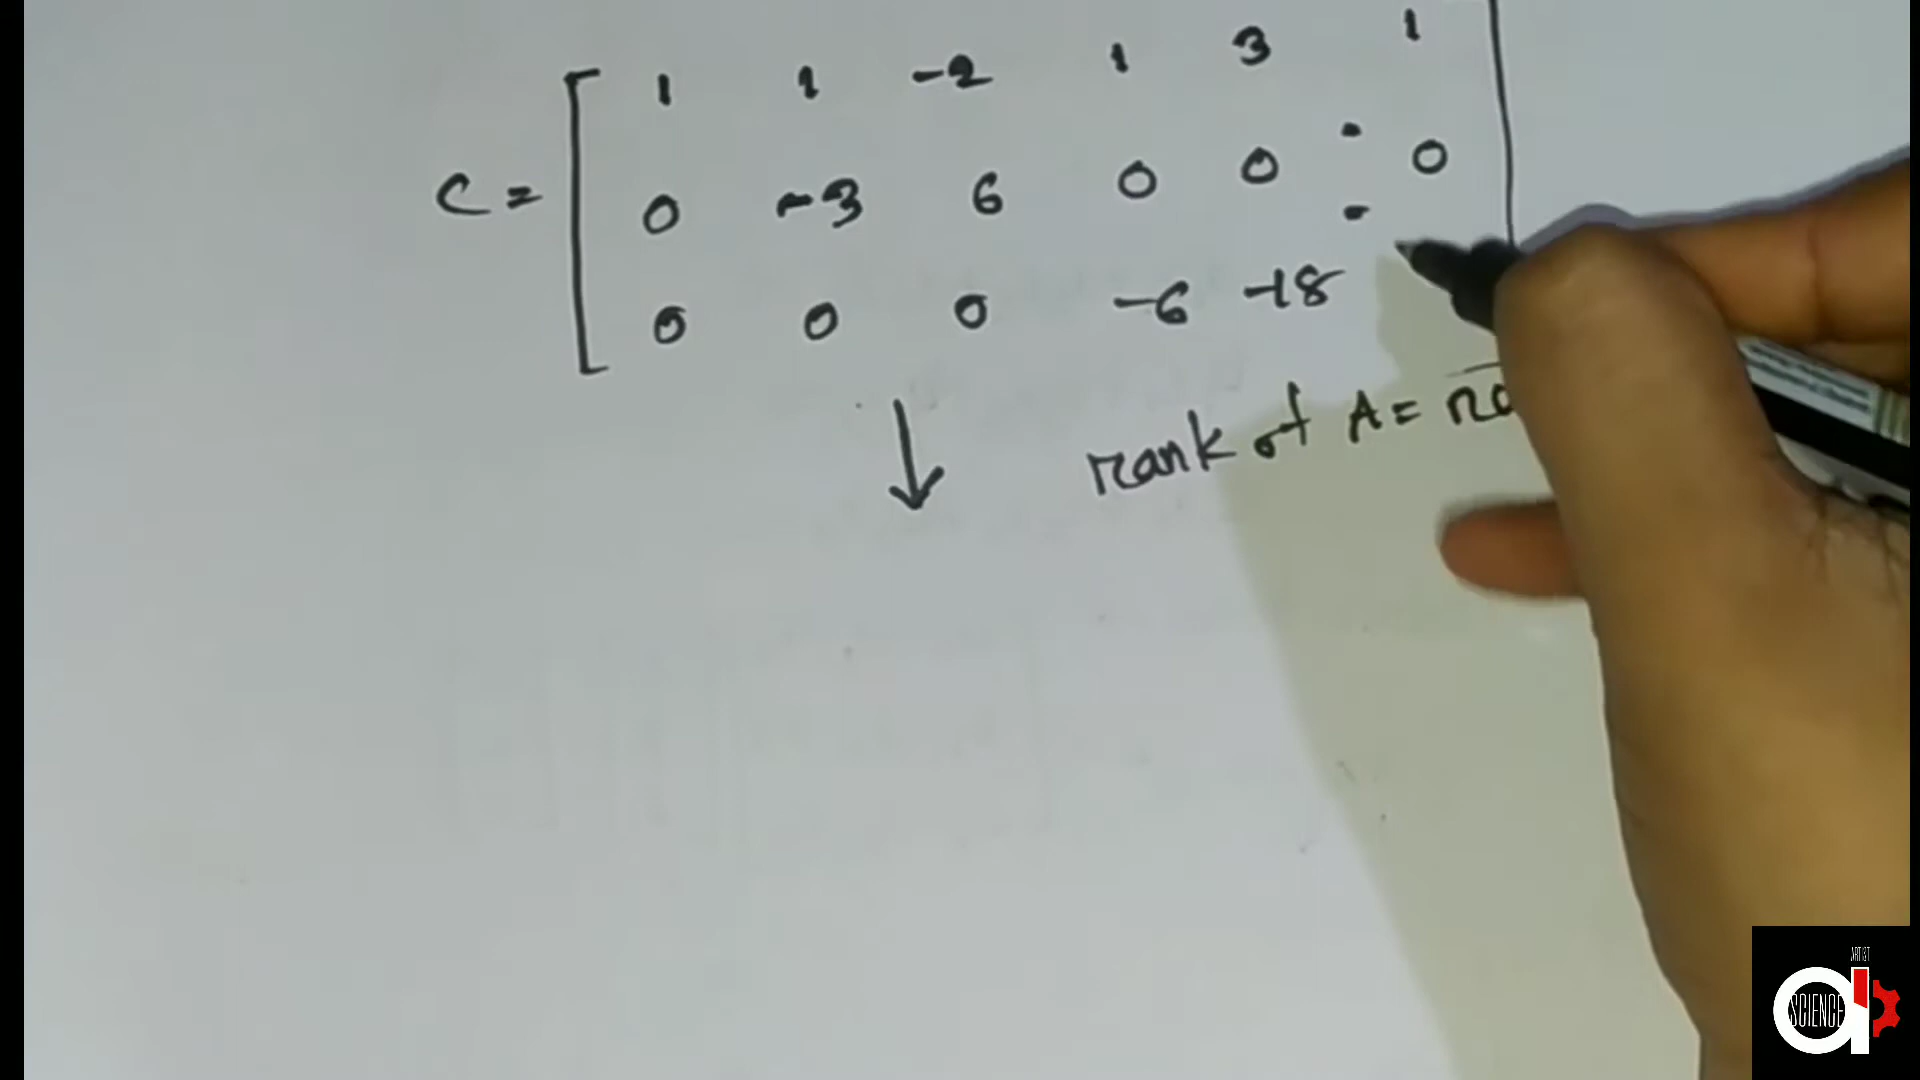 1 1 -2 1 3 1
C = 0 -3 6 0 0 : 0
0 0 0 -6 -18
rank of A =
ARTIST
SCIENCE